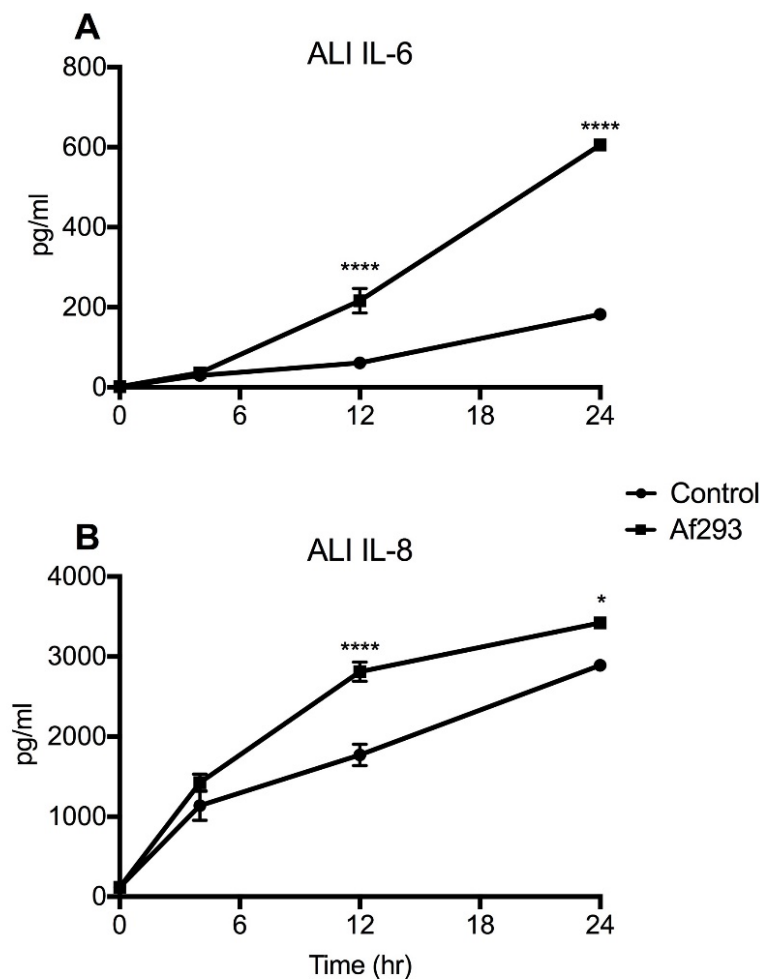 A
ALI IL-6
800
600
400
200
0
pg/ml
****
****
0 6 12 18 24
Control
Af293
B
ALI IL-8
4000
3000
2000
1000
0
pg/ml
****
*
0 6 12 18 24
Time (hr)